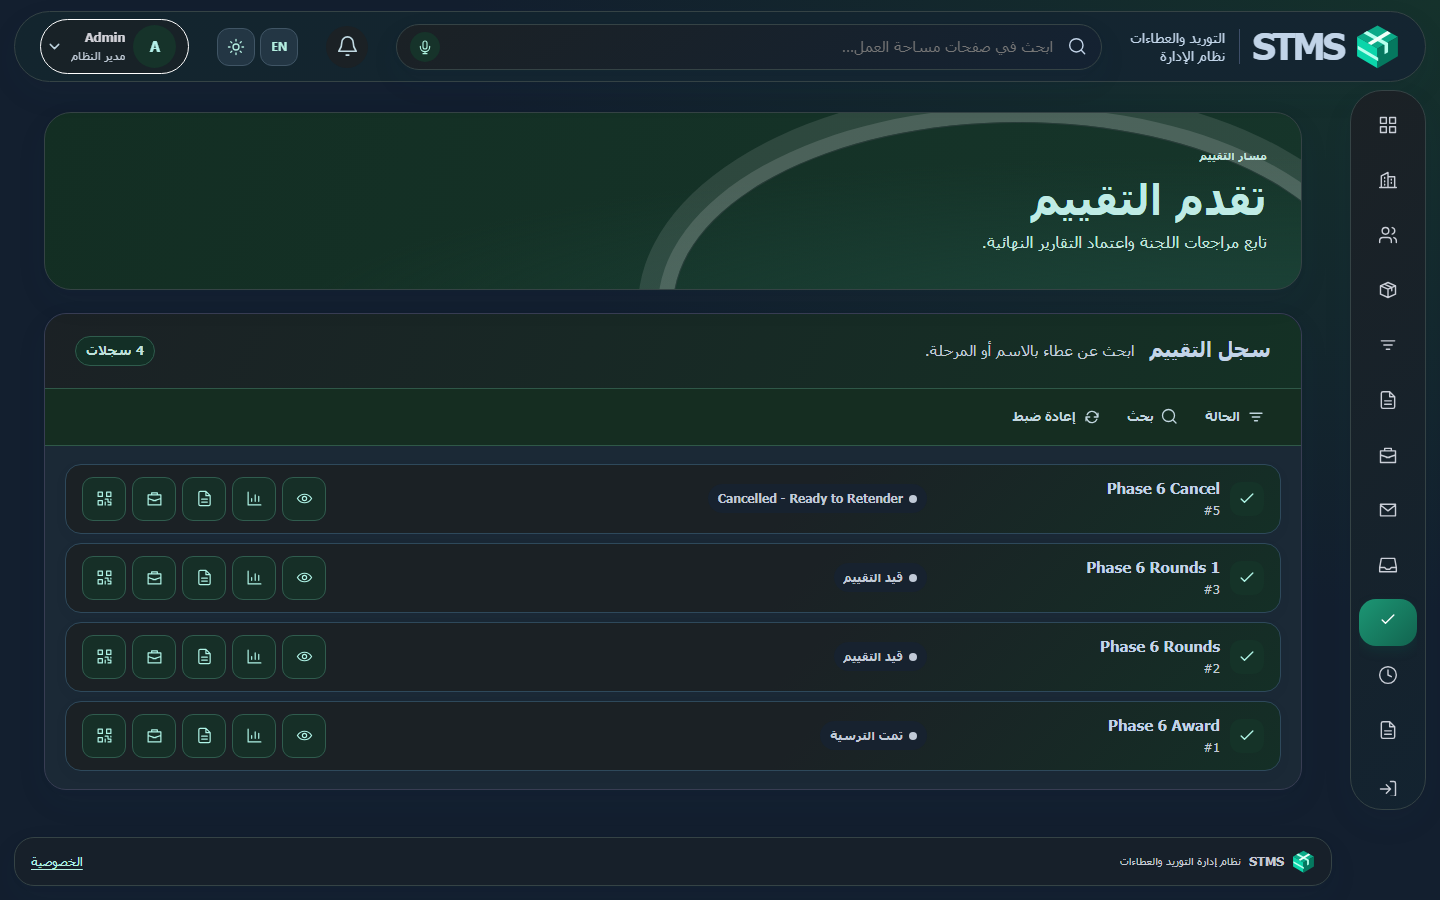 STMS
التوريد والعطاءات
نظام الإدارة
ابحث في صفحات مساحة العمل...
EN
A
Admin
مدير النظام
مسار التقييم
تقدم التقييم
تابع مراجعات اللجنة واعتماد التقارير النهائية.
سجل التقييم
ابحث عن عطاء بالاسم أو المرحلة.
4 سجلات
الحالة
بحث
إعادة ضبط
Phase 6 Cancel
#5
Cancelled - Ready to Retender
Phase 6 Rounds 1
#3
قيد التقييم
Phase 6 Rounds
#2
قيد التقييم
Phase 6 Award
#1
تمت الترسية
STMS
نظام إدارة التوريد والعطاءات
الخصوصية